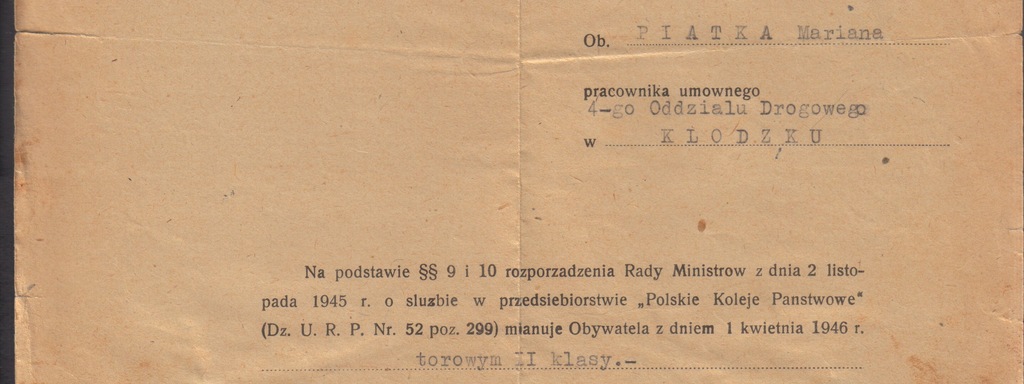 Ob. P I A T K A Mariana
pracownika umownego
4-go Oddzialu Drogowego
w K L O D Z K U
Na podstawie §§ 9 i 10 rozporzadzenia Rady Ministrow z dnia 2 listo-
pada 1945 r. o sluzbie w przedsiebiorstwie „Polskie Koleje Panstwowe“
(Dz. U. R. P. Nr. 52 poz. 299) mianuje Obywatela z dniem 1 kwietnia 1946 r.
torowym II klasy.-